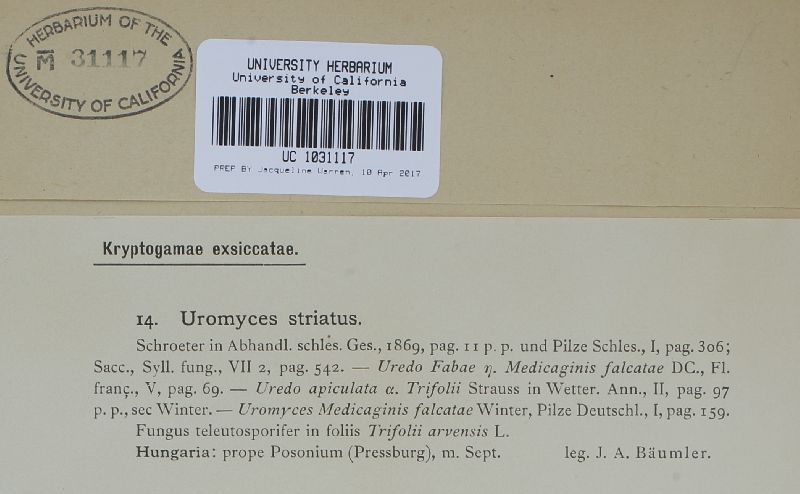 HERBARIUM OF THE
M 31117
UNIVERSITY OF CALIFORNIA
UNIVERSITY HERBARIUM
University of California
Berkeley
UC 1031117
PREP BY Jacqueline Warren, 10 Apr 2017
Kryptogamae exsiccatae.
14. Uromyces striatus.
Schroeter in Abhandl. schles. Ges., 1869, pag. 11 p. p. und Pilze Schles., I, pag. 306;
Sacc., Syll. fung., VII 2, pag. 542. — Uredo Fabae η. Medicaginis falcatae DC., Fl.
franç., V, pag. 69. — Uredo apiculata α. Trifolii Strauss in Wetter. Ann., II, pag. 97
p. p., sec Winter. — Uromyces Medicaginis falcatae Winter, Pilze Deutschl., I, pag. 159.
Fungus teleutosporifer in foliis Trifolii arvensis L.
Hungaria: prope Posonium (Pressburg), m. Sept. leg. J. A. Bäumler.